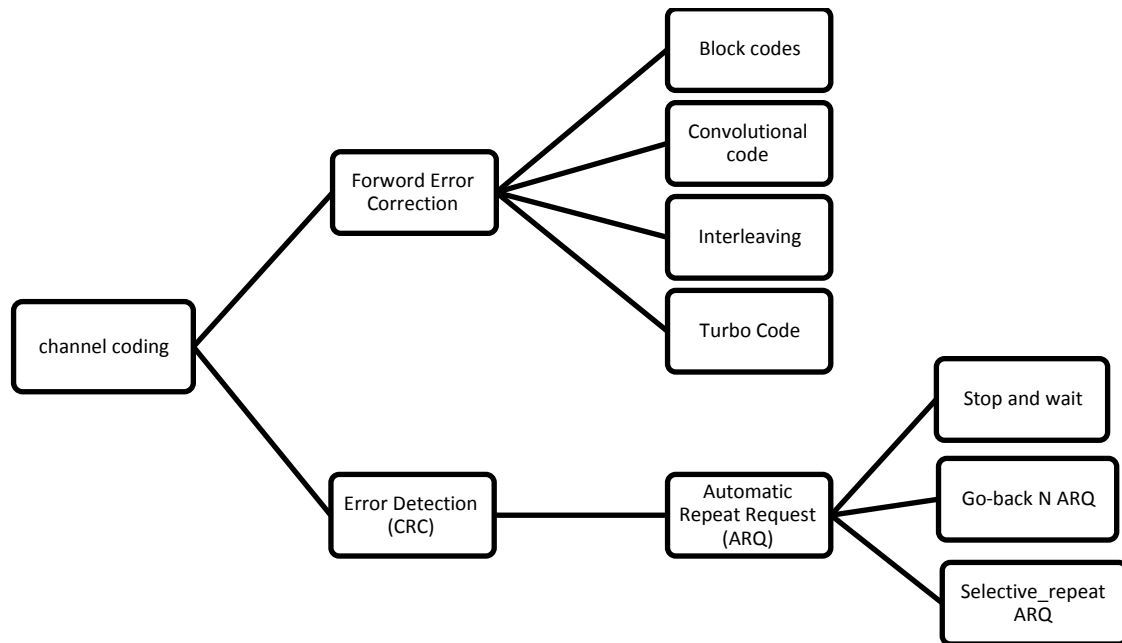 Block codes
Convolutional
code
Forword Error
Correction
Interleaving
Turbo Code
channel coding
Stop and wait
Error Detection
(CRC)
Automatic
Repeat Request
(ARQ)
Go-back N ARQ
Selective_repeat
ARQ